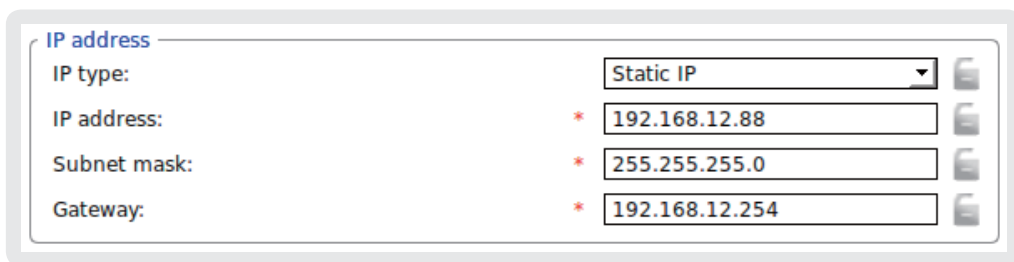 IP address
IP type: Static IP
IP address: * 192.168.12.88
Subnet mask: * 255.255.255.0
Gateway: * 192.168.12.254